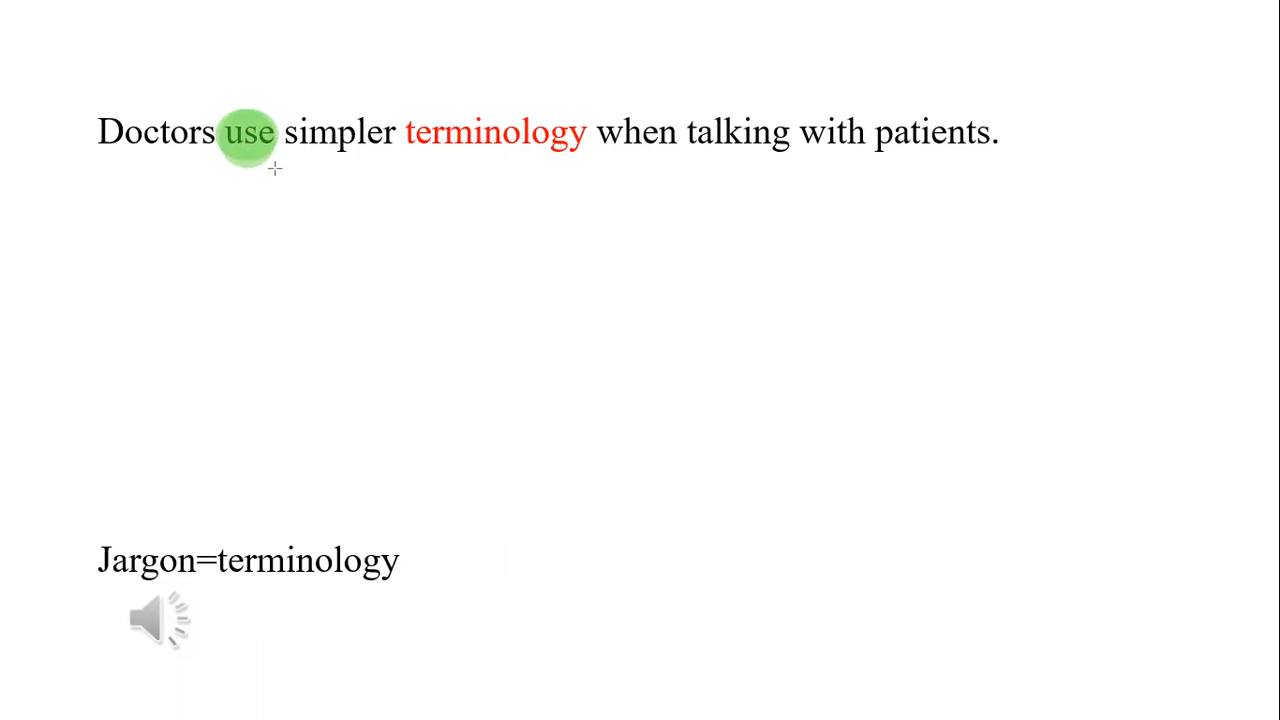 Doctors use simpler terminology when talking with patients.
Jargon=terminology